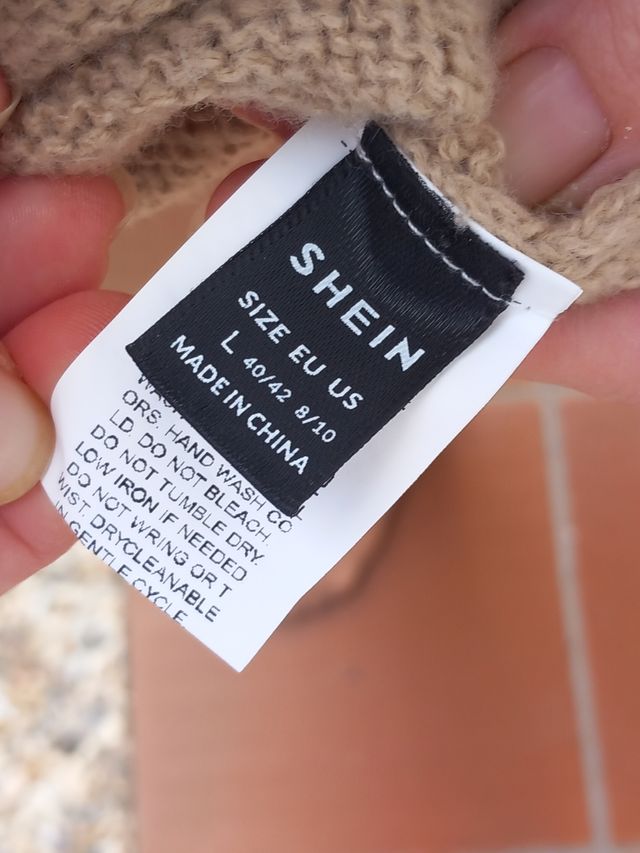 SHEIN
SIZE EU US
L 40/42 8/10
MADE IN CHINA
ORS. HAND WASH CO
LD. DO NOT BLEACH.
DO NOT TUMBLE DRY.
LOW IRON IF NEEDED
DO NOT WRING OR T
WIST. DRYCLEANABLE
IN GENTLE CYCLE